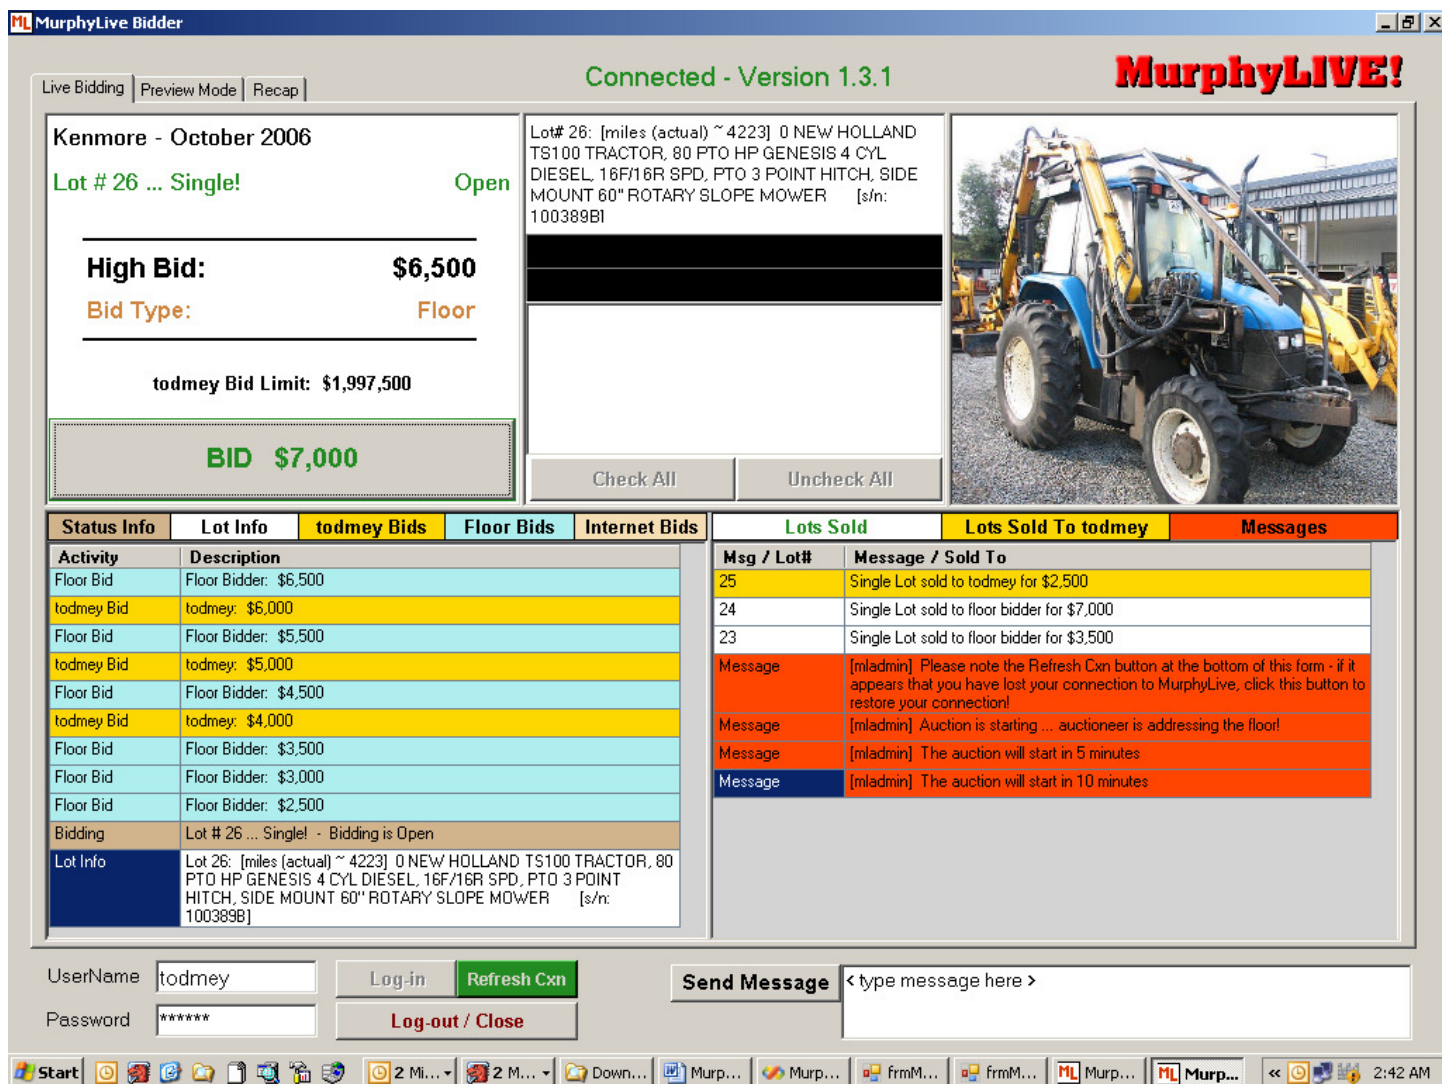 ML MurphyLive Bidder
Live Bidding Preview Mode Recap
Connected - Version 1.3.1
MurphyLIVE!
Kenmore - October 2006
Lot # 26 ... Single! Open
High Bid: $6,500
Bid Type: Floor
todmey Bid Limit: $1,997,500
BID $7,000
Lot# 26: [miles (actual) ~ 4223] 0 NEW HOLLAND
TS100 TRACTOR, 80 PTO HP GENESIS 4 CYL
DIESEL, 16F/16R SPD, PTO 3 POINT HITCH, SIDE
MOUNT 60" ROTARY SLOPE MOWER [s/n:
100389B]
Check All Uncheck All
Status Info Lot Info todmey Bids Floor Bids Internet Bids
Activity Description
Floor Bid Floor Bidder: $6,500
todmey Bid todmey: $6,000
Floor Bid Floor Bidder: $5,500
todmey Bid todmey: $5,000
Floor Bid Floor Bidder: $4,500
todmey Bid todmey: $4,000
Floor Bid Floor Bidder: $3,500
Floor Bid Floor Bidder: $3,000
Floor Bid Floor Bidder: $2,500
Bidding Lot # 26 ... Single! - Bidding is Open
Lot Info Lot 26: [miles (actual) ~ 4223] 0 NEW HOLLAND TS100 TRACTOR, 80
PTO HP GENESIS 4 CYL DIESEL, 16F/16R SPD, PTO 3 POINT
HITCH, SIDE MOUNT 60" ROTARY SLOPE MOWER [s/n:
100389B]
Lots Sold Lots Sold To todmey Messages
Msg / Lot# Message / Sold To
25 Single Lot sold to todmey for $2,500
24 Single Lot sold to floor bidder for $7,000
23 Single Lot sold to floor bidder for $3,500
Message [mladmin] Please note the Refresh Cxn button at the bottom of this form - if it
appears that you have lost your connection to MurphyLive, click this button to
restore your connection!
Message [mladmin] Auction is starting ... auctioneer is addressing the floor!
Message [mladmin] The auction will start in 5 minutes
Message [mladmin] The auction will start in 10 minutes
UserName todmey Log-in Refresh Cxn
Password ****** Log-out / Close
Send Message < type message here >
Start 2 Mi... 2 M... Down... Murp... Murp... frmM... frmM... ML Murp... ML Murp... « 2:42 AM